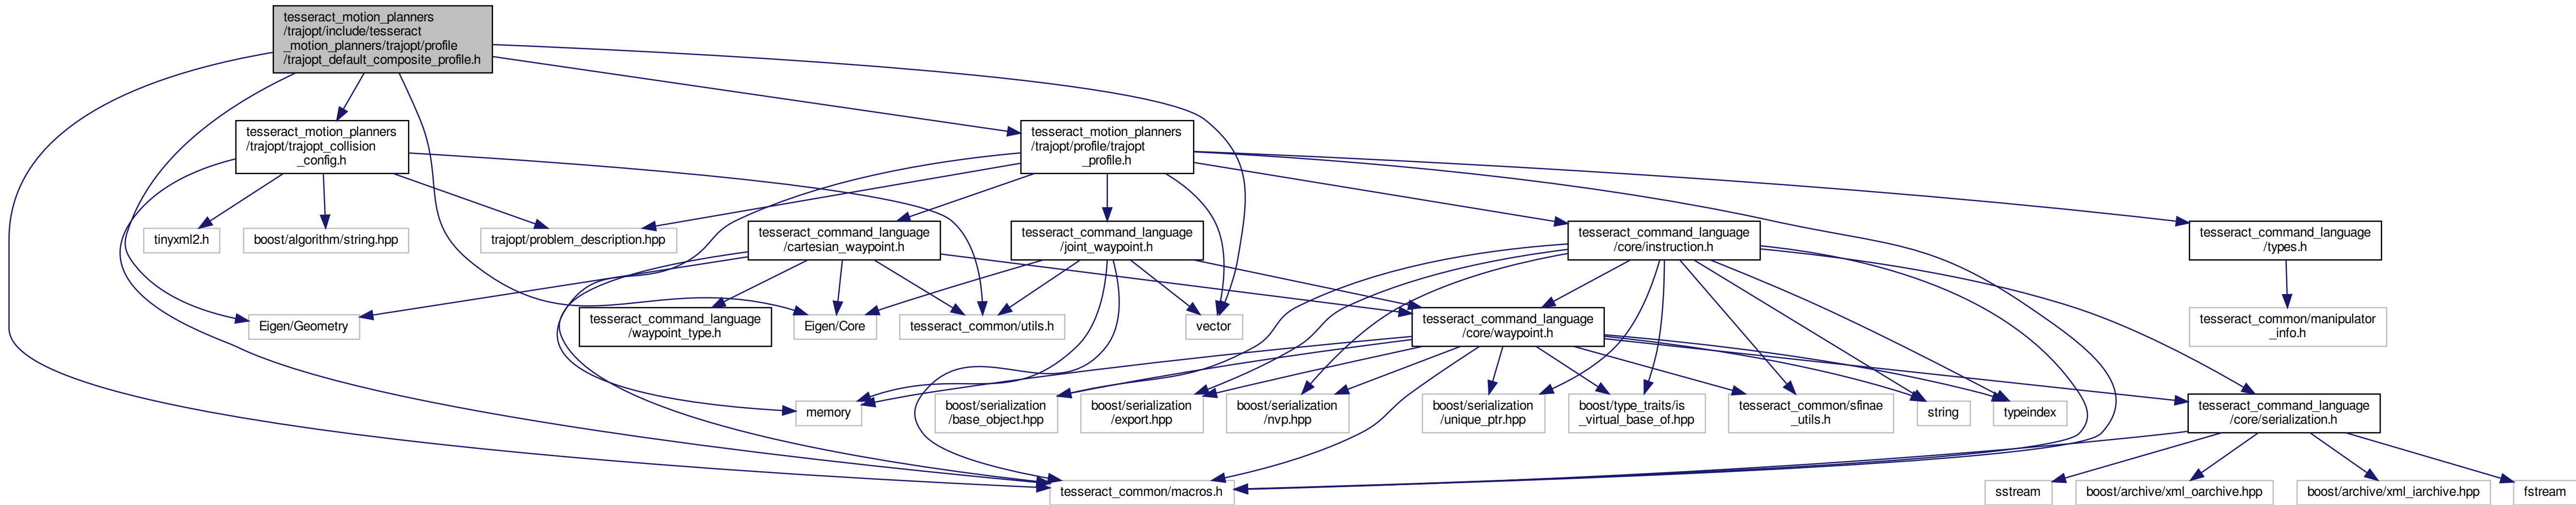 tesseract_motion_planners
/trajopt/include/tesseract
_motion_planners/trajopt/profile
/trajopt_default_composite_profile.h
tesseract_motion_planners
/trajopt/trajopt_collision
_config.h
tesseract_motion_planners
/trajopt/profile/trajopt
_profile.h
tinyxml2.h
boost/algorithm/string.hpp
trajopt/problem_description.hpp
tesseract_command_language
/cartesian_waypoint.h
tesseract_command_language
/joint_waypoint.h
tesseract_command_language
/core/instruction.h
tesseract_command_language
/types.h
Eigen/Geometry
tesseract_command_language
/waypoint_type.h
Eigen/Core
tesseract_common/utils.h
vector
tesseract_command_language
/core/waypoint.h
tesseract_common/manipulator
_info.h
memory
boost/serialization
/base_object.hpp
boost/serialization
/export.hpp
boost/serialization
/nvp.hpp
boost/serialization
/unique_ptr.hpp
boost/type_traits/is
_virtual_base_of.hpp
tesseract_common/sfinae
_utils.h
string
typeindex
tesseract_command_language
/core/serialization.h
tesseract_common/macros.h
sstream
boost/archive/xml_oarchive.hpp
boost/archive/xml_iarchive.hpp
fstream